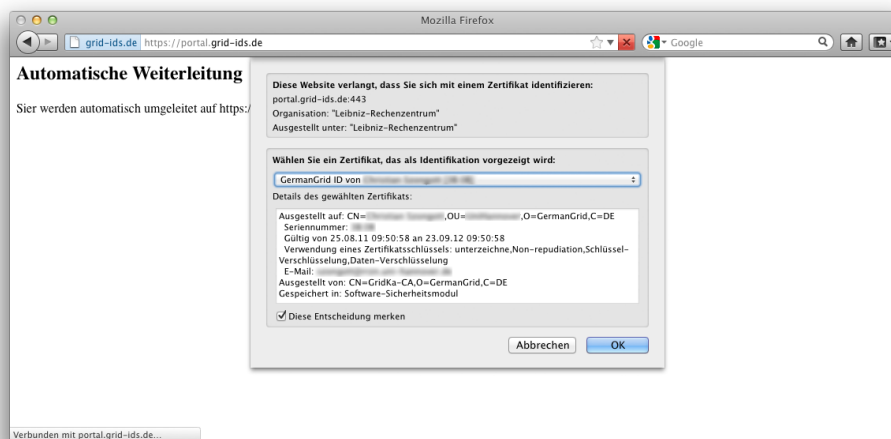 Mozilla Firefox
grid-ids.de https://portal.grid-ids.de
Google
Automatische Weiterleitung
Sier werden automatisch umgeleitet auf https:/
Diese Website verlangt, dass Sie sich mit einem Zertifikat identifizieren:
portal.grid-ids.de:443
Organisation: "Leibniz-Rechenzentrum"
Ausgestellt unter: "Leibniz-Rechenzentrum"
Wählen Sie ein Zertifikat, das als Identifikation vorgezeigt wird:
GermanGrid ID von
Details des gewählten Zertifikats:
Ausgestellt auf: CN= ,OU= ,O=GermanGrid,C=DE
Seriennummer:
Gültig von 25.08.11 09:50:58 an 23.09.12 09:50:58
Verwendung eines Zertifikatsschlüssels: unterzeichne,Non-repudiation,Schlüssel-
Verschlüsselung,Daten-Verschlüsselung
E-Mail:
Ausgestellt von: CN=GridKa-CA,O=GermanGrid,C=DE
Gespeichert in: Software-Sicherheitsmodul
Diese Entscheidung merken
Abbrechen
OK
Verbunden mit portal.grid-ids.de...